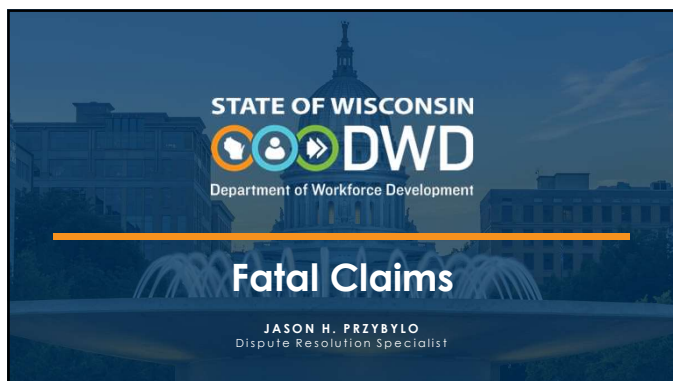 STATE OF WISCONSIN
DWD
Department of Workforce Development
Fatal Claims
JASON H. PRZYBYLO
Dispute Resolution Specialist